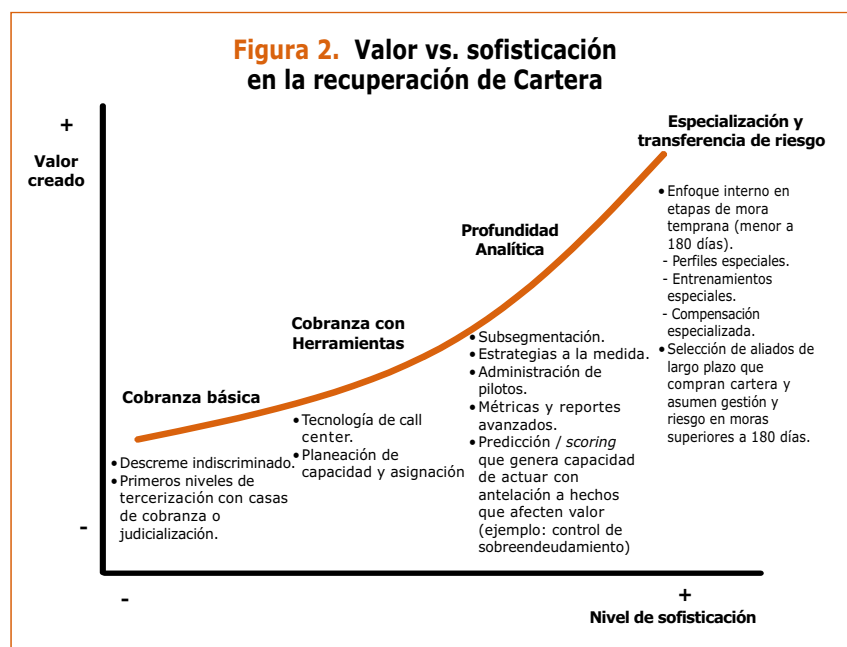 Figura 2. Valor vs. sofisticación
en la recuperación de Cartera
+
Valor
creado
-
Cobranza básica
• Descreme indiscriminado.
• Primeros niveles de
tercerización con casas
de cobranza o
judicialización.
Cobranza con
Herramientas
• Tecnología de call
center.
• Planeación de
capacidad y asignación
Profundidad
Analítica
• Subsegmentación.
• Estrategias a la medida.
• Administración de
pilotos.
• Métricas y reportes
avanzados.
• Predicción / scoring
que genera capacidad
de actuar con
antelación a hechos
que afecten valor
(ejemplo: control de
sobreendeudamiento)
Especialización y
transferencia de riesgo
• Enfoque interno en
etapas de mora
temprana (menor a
180 días).
- Perfiles especiales.
- Entrenamientos
especiales.
- Compensación
especializada.
• Selección de aliados de
largo plazo que
compran cartera y
asumen gestión y
riesgo en moras
superiores a 180 días.
-
+
Nivel de sofisticación